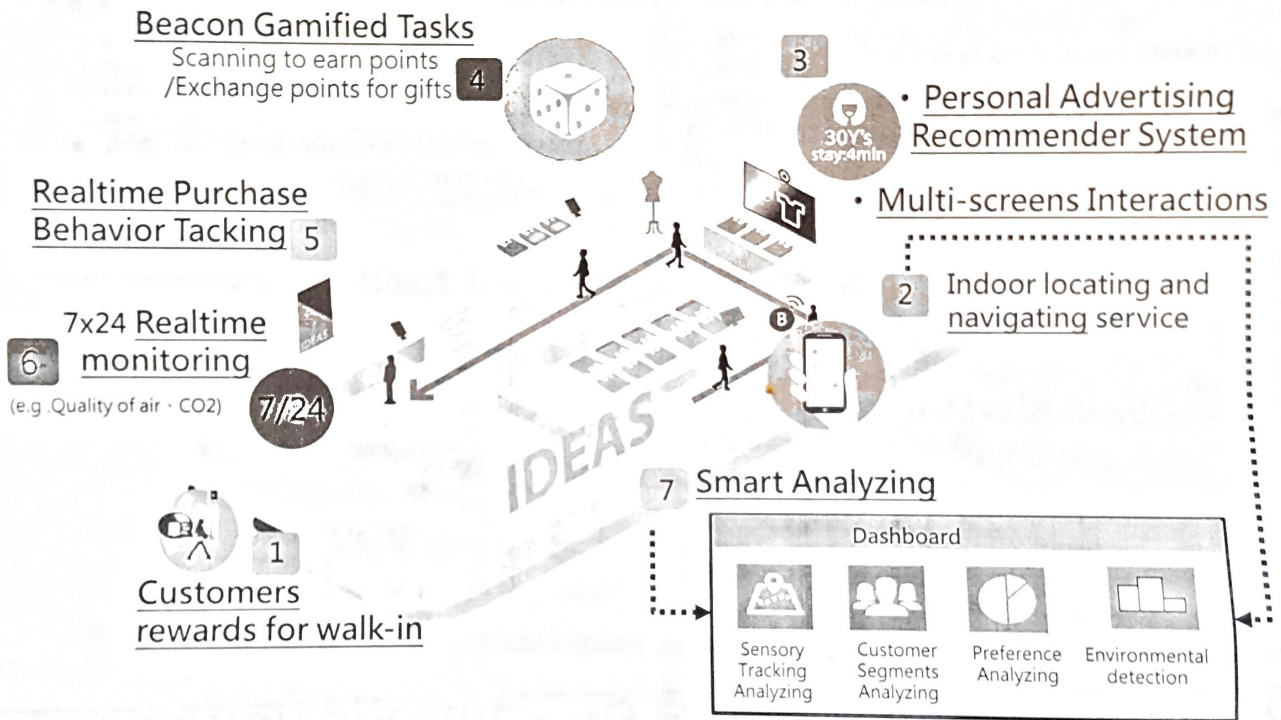 Beacon Gamified Tasks
Scanning to earn points
/Exchange points for gifts
4
3
30Y's
stay:4min
• Personal Advertising
Recommender System
• Multi-screens Interactions
Realtime Purchase
Behavior Tacking
5
2
Indoor locating and
navigating service
7x24 Realtime
monitoring
6
(e.g .Quality of air、CO2)
7/24
IDEAS
B
IDEAS
7
Smart Analyzing
1
Customers
rewards for walk-in
Dashboard
Sensory
Tracking
Analyzing
Customer
Segments
Analyzing
Preference
Analyzing
Environmental
detection